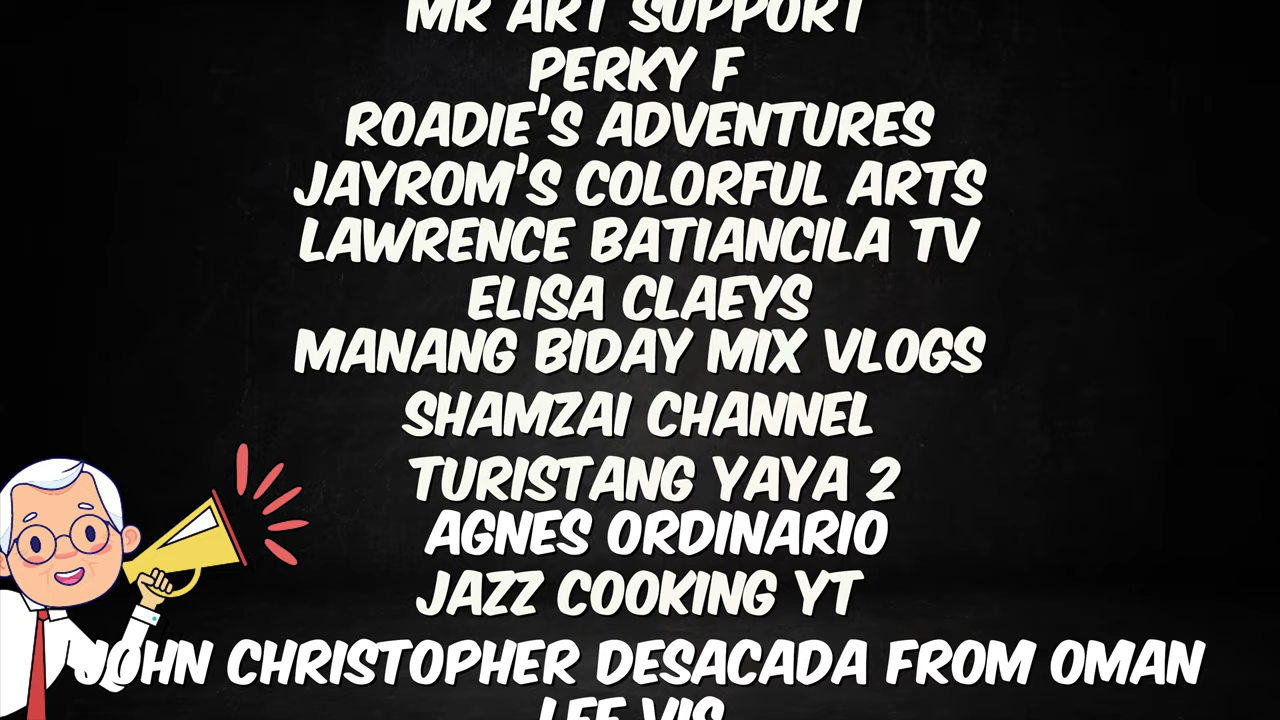 MR ART SUPPORT
PERKY F
ROADIE'S ADVENTURES
JAYROM'S COLORFUL ARTS
LAWRENCE BATIANCILA TV
ELISA CLAEYS
MANANG BIDAY MIX VLOGS
SHAMZAI CHANNEL
TURISTANG YAYA 2
AGNES ORDINARIO
JAZZ COOKING YT
JOHN CHRISTOPHER DESACADA FROM OMAN
LEE